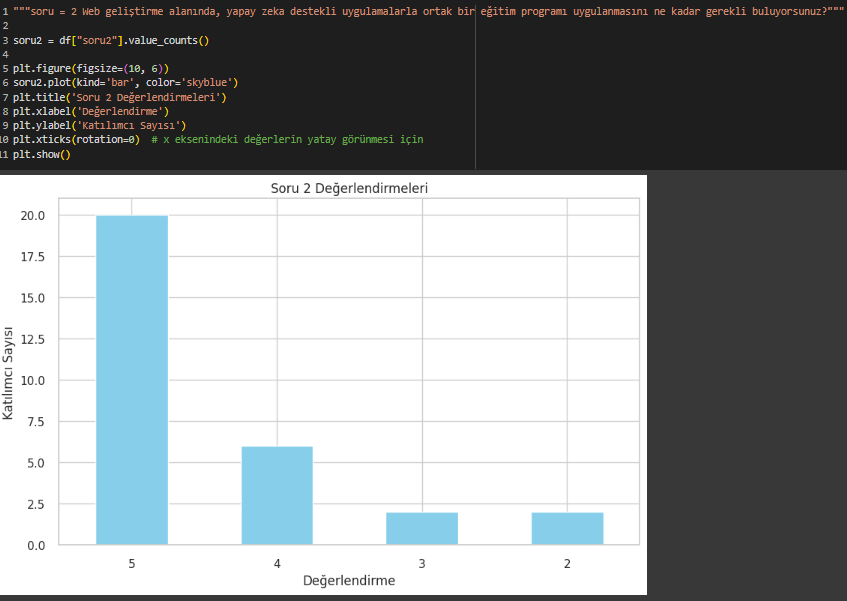 1 """soru = 2 Web geliştirme alanında, yapay zeka destekli uygulamalarla ortak bir eğitim programı uygulanmasını ne kadar gerekli buluyorsunuz?"""
2
3 soru2 = df["soru2"].value_counts()
4
5 plt.figure(figsize=(10, 6))
6 soru2.plot(kind='bar', color='skyblue')
7 plt.title('Soru 2 Değerlendirmeleri')
8 plt.xlabel('Değerlendirme')
9 plt.ylabel('Katılımcı Sayısı')
10 plt.xticks(rotation=0)  # x eksenindeki değerlerin yatay görünmesi için
11 plt.show()
Soru 2 Değerlendirmeleri
Katılımcı Sayısı
20.0
17.5
15.0
12.5
10.0
7.5
5.0
2.5
0.0
5 4 3 2
Değerlendirme